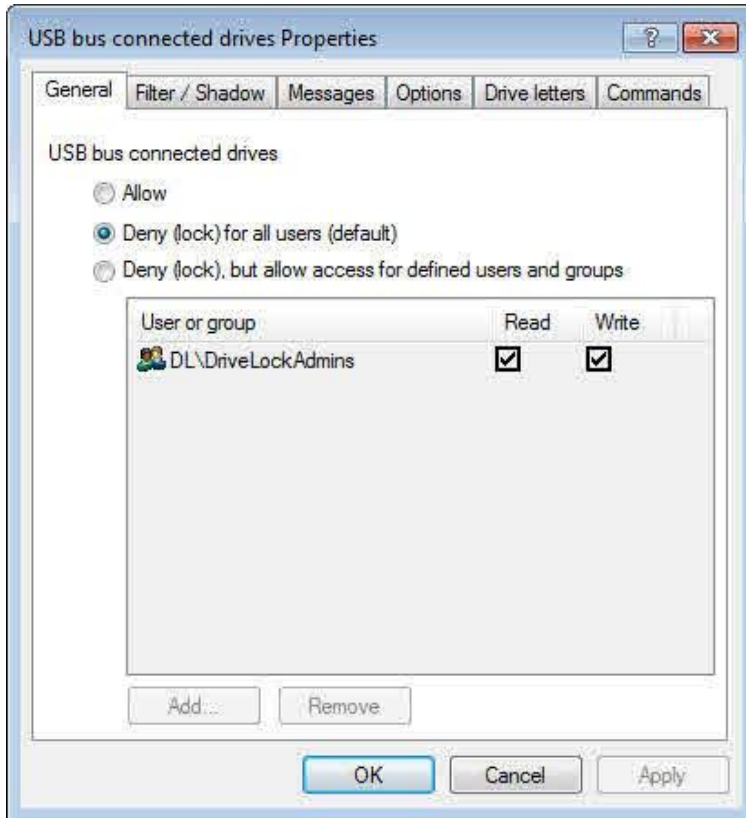 USB bus connected drives Properties
General Filter / Shadow Messages Options Drive letters Commands
USB bus connected drives
Allow
Deny (lock) for all users (default)
Deny (lock), but allow access for defined users and groups
User or group Read Write
DL\DriveLockAdmins
Add... Remove
OK Cancel Apply